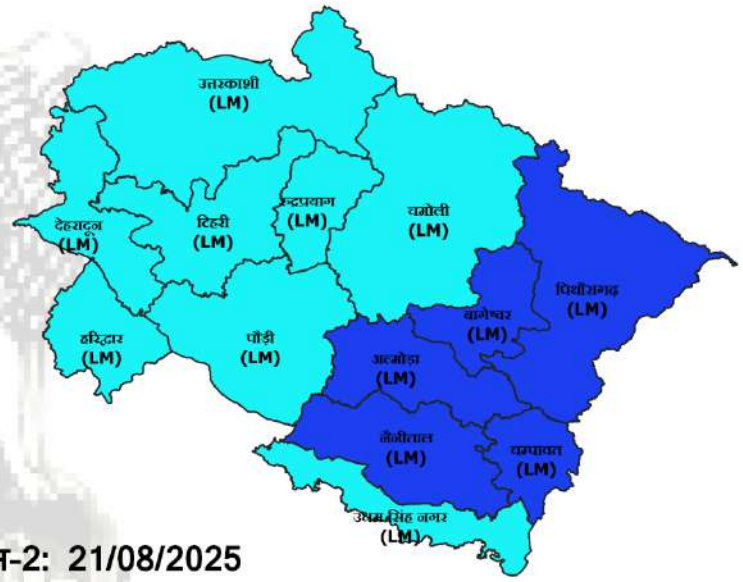 उत्तरकाशी
(LM)
रुद्रप्रयाग
(LM)
चमोली
(LM)
देहरादून
(LM)
टिहरी
(LM)
पिथौरागढ़
(LM)
बागेश्वर
(LM)
हरिद्वार
(LM)
पौड़ी
(LM)
अल्मोड़ा
(LM)
नैनीताल
(LM)
चम्पावत
(LM)
उधम सिंह नगर
(LM)
-2: 21/08/2025